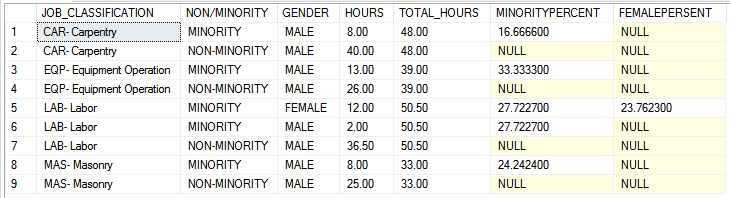 JOB_CLASSIFICATION NON/MINORITY GENDER HOURS TOTAL_HOURS MINORITYPERCENT FEMALEPERSENT
1 CAR- Carpentry MINORITY MALE 8.00 48.00 16.666600 NULL
2 CAR- Carpentry NON-MINORITY MALE 40.00 48.00 NULL NULL
3 EQP- Equipment Operation MINORITY MALE 13.00 39.00 33.333300 NULL
4 EQP- Equipment Operation NON-MINORITY MALE 26.00 39.00 NULL NULL
5 LAB- Labor MINORITY FEMALE 12.00 50.50 27.722700 23.762300
6 LAB- Labor MINORITY MALE 2.00 50.50 27.722700 NULL
7 LAB- Labor NON-MINORITY MALE 36.50 50.50 NULL NULL
8 MAS- Masonry MINORITY MALE 8.00 33.00 24.242400 NULL
9 MAS- Masonry NON-MINORITY MALE 25.00 33.00 NULL NULL